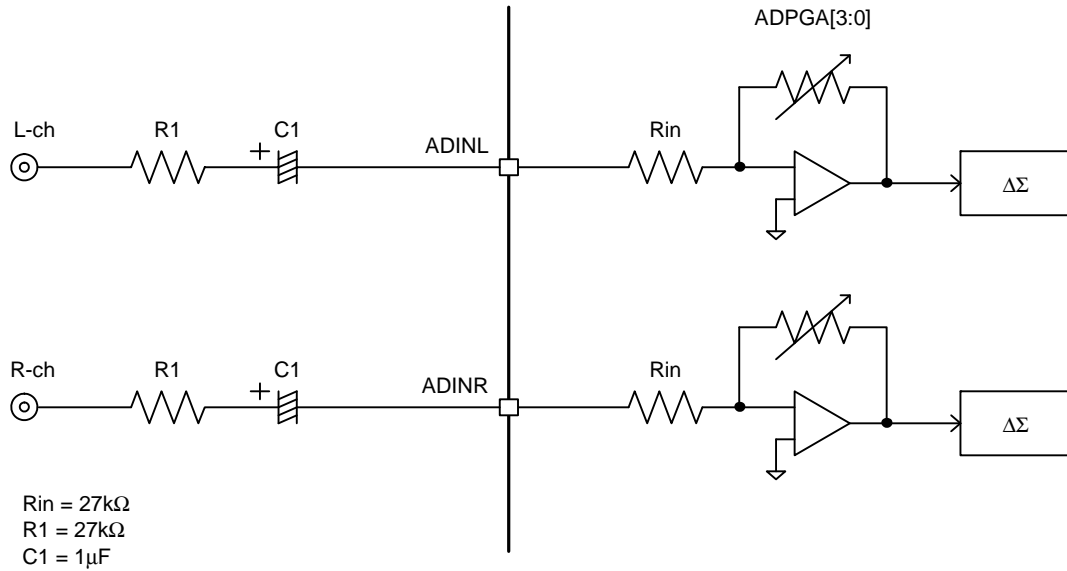 ADPGA[3:0]
L-ch R1 + C1 ADINL Rin ΔΣ
R-ch R1 + C1 ADINR Rin ΔΣ
Rin = 27kΩ
R1 = 27kΩ
C1 = 1μF